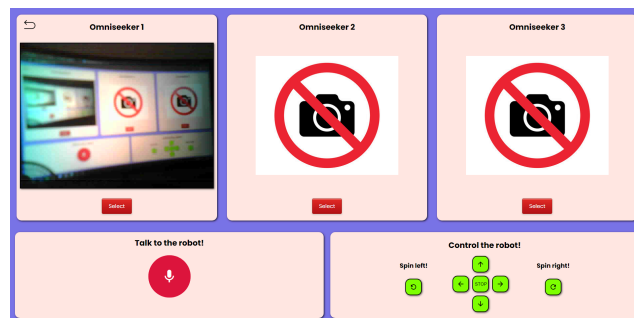 Omniseeker 1
Omniseeker 2
Omniseeker 3
Select
Select
Select
Talk to the robot!
Control the robot!
Spin left!
STOP
Spin right!